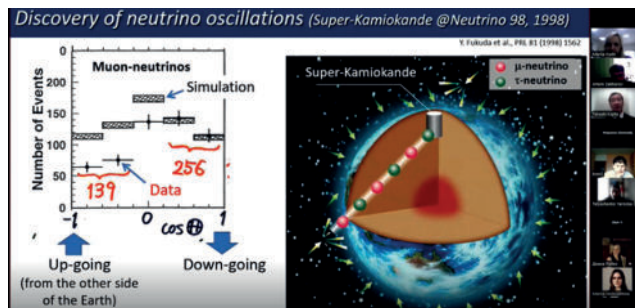 Discovery of neutrino oscillations (Super-Kamiokande @Neutrino 98, 1998)
Y. Fukuda et al., PRL 81 (1998) 1562
Muon-neutrinos
Simulation
Number of Events
0
200
150
100
50
0
256
139
Data
-1
0
1
cos Θ
Up-going
(from the other side
of the Earth)
Down-going
Super-Kamiokande
μ-neutrino
τ-neutrino